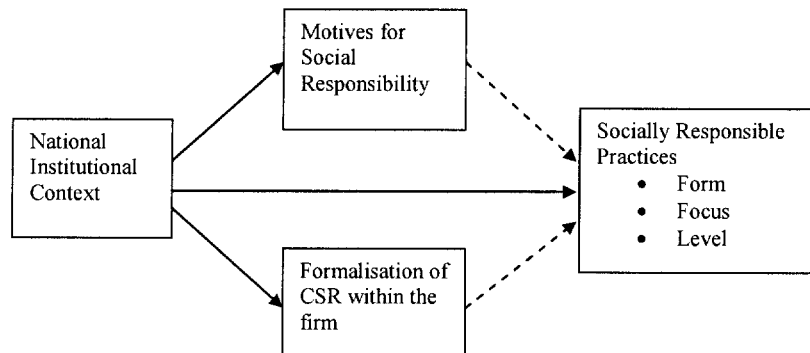 Motives for
Social
Responsibility
National
Institutional
Context
Socially Responsible
Practices
• Form
• Focus
• Level
Formalisation of
CSR within the
firm